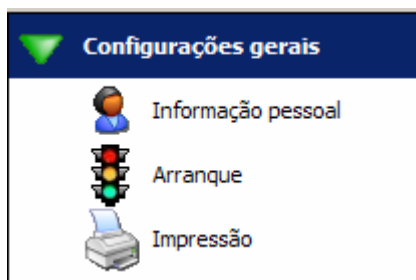 Configurações gerais
Informação pessoal
Arranque
Impressão